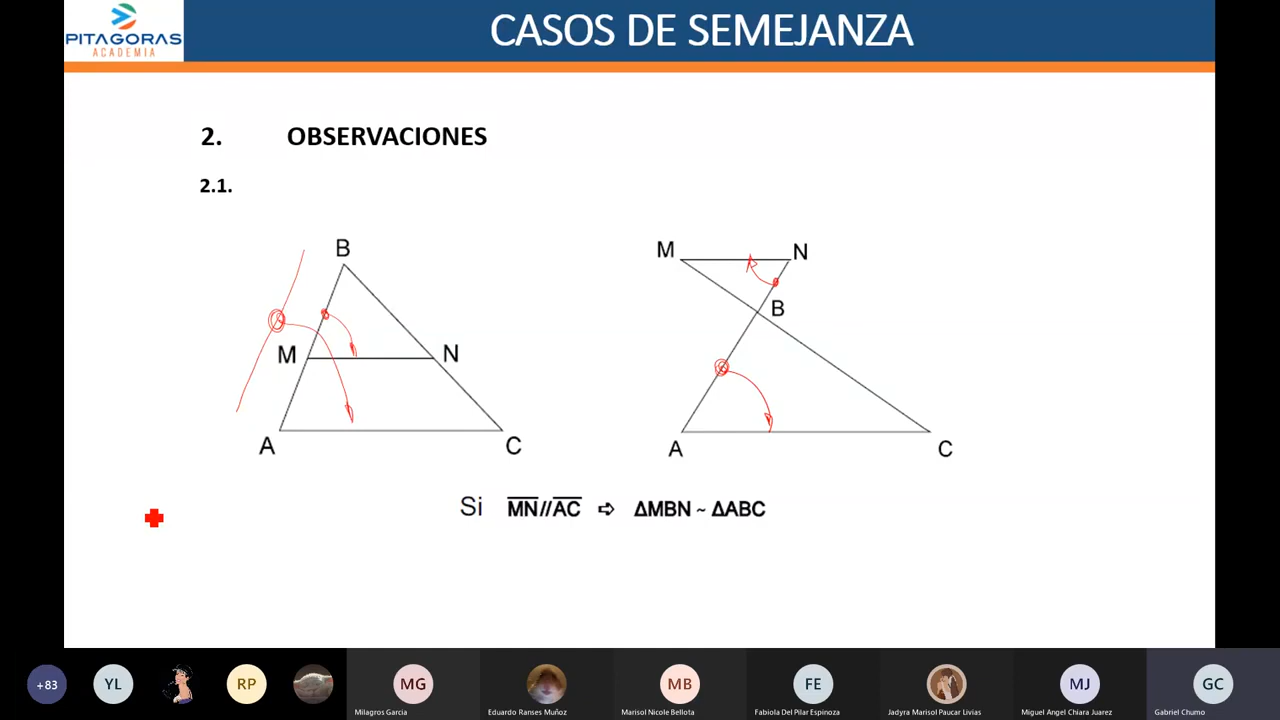 PITAGORAS
ACADEMIA
CASOS DE SEMEJANZA
2. OBSERVACIONES
2.1.
B
M
N
A
C
M
N
B
A
C
Si MN//AC ⇨ ΔMBN ~ ΔABC
+83
YL
RP
MG
MB
FE
MJ
GC
Milagros Garcia
Eduardo Ranses Muñoz
Marisol Nicole Bellota
Fabiola Del Pilar Espinoza
Jadyra Marisol Paucar Livias
Miguel Angel Chiara Juarez
Gabriel Chumo